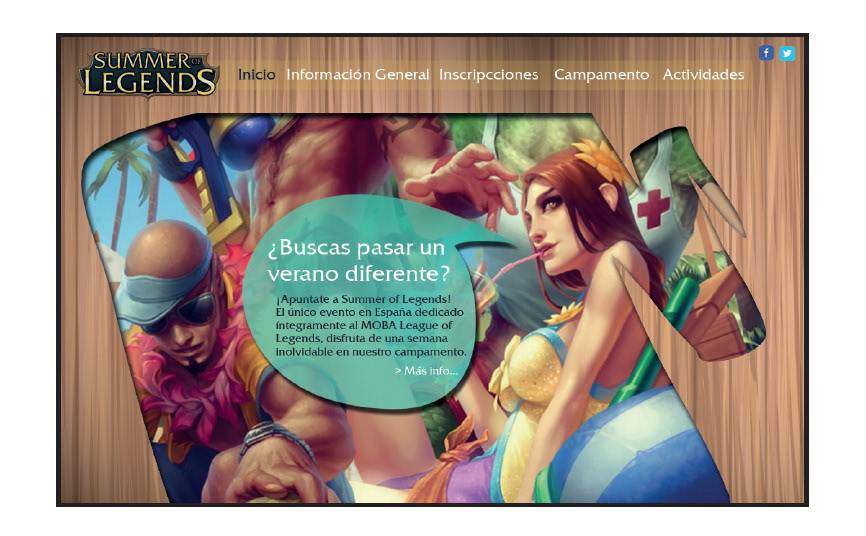 SUMMER OF
LEGENDS
Inicio Información General Inscripcciones Campamento Actividades
¿Buscas pasar un
verano diferente?
¡Apuntate a Summer of Legends!
El único evento en España dedicado
íntegramente al MOBA League of
Legends, disfruta de una semana
inolvidable en nuestro campamento.
> Más info...